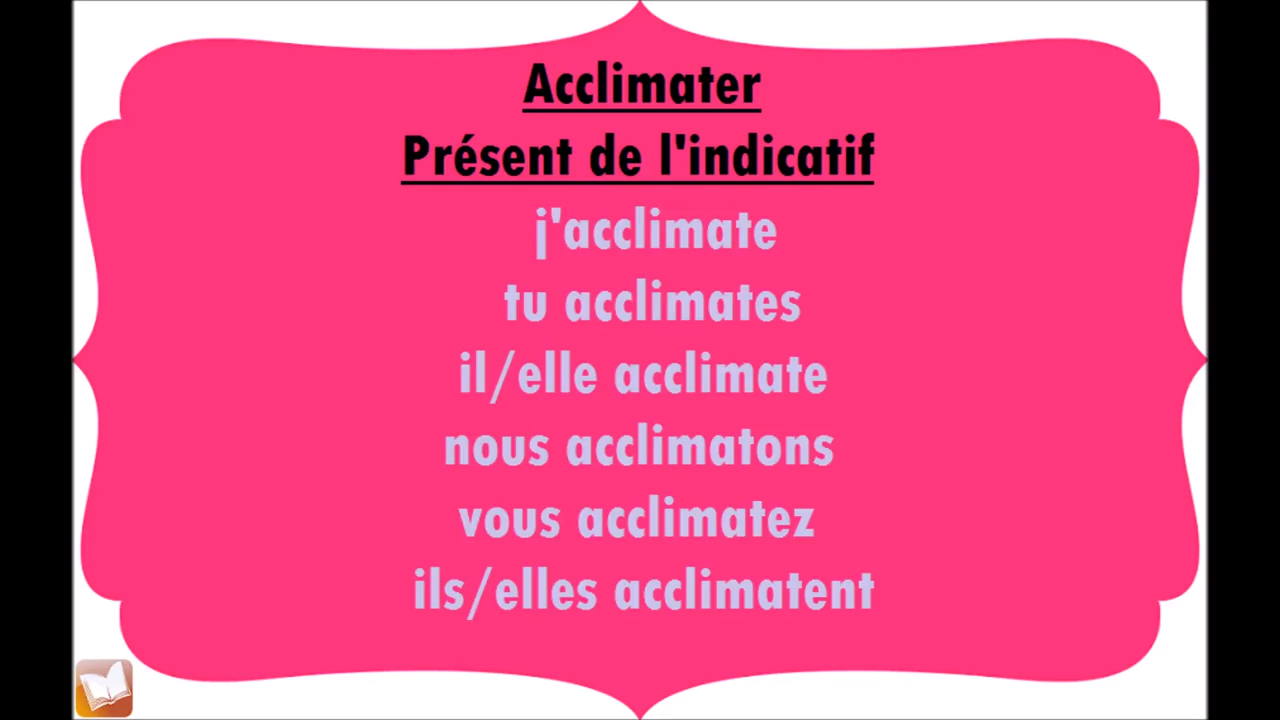 Acclimater
Présent de l'indicatif
j'acclimate
tu acclimates
il/elle acclimate
nous acclimatons
vous acclimatez
ils/elles acclimatent